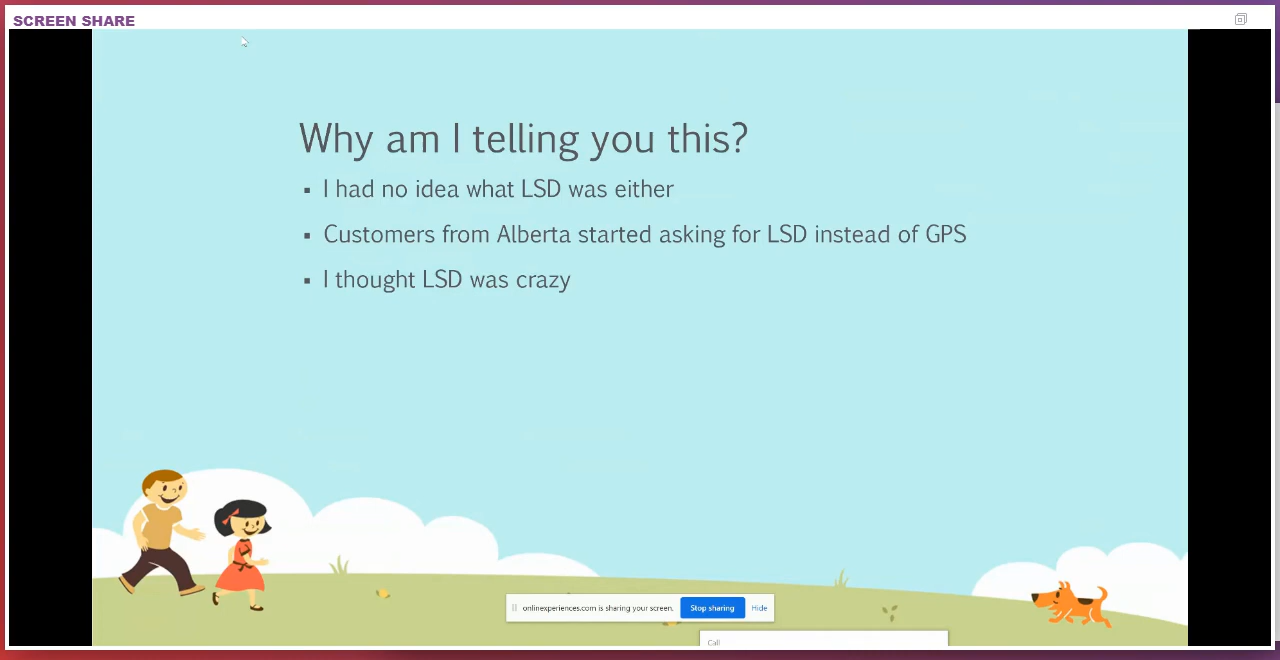 SCREEN SHARE
Why am I telling you this?
I had no idea what LSD was either
Customers from Alberta started asking for LSD instead of GPS
I thought LSD was crazy
onlinexperiences.com is sharing your screen. Stop sharing Hide
Call